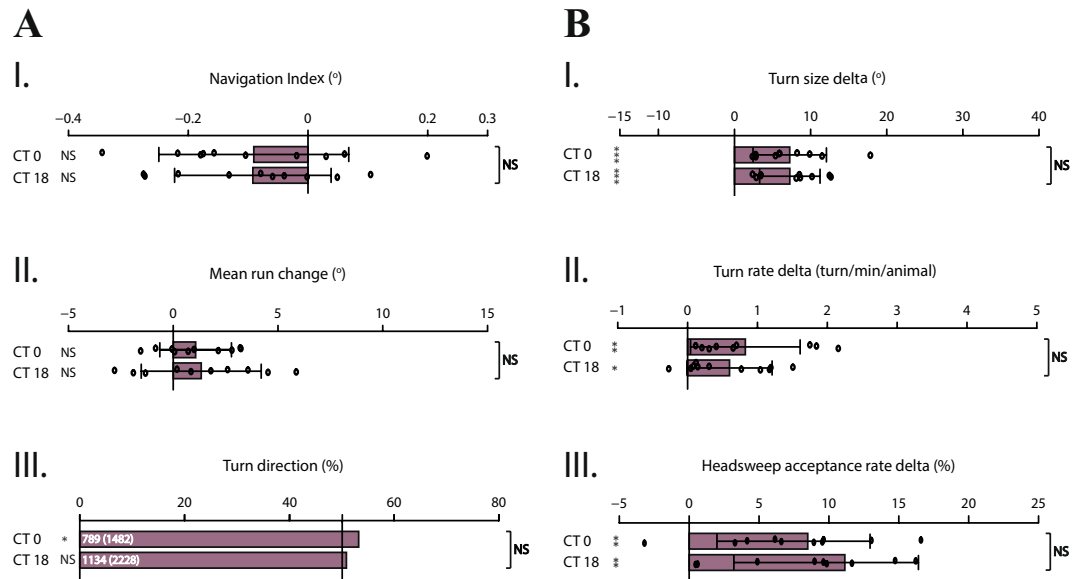 A
I.
Navigation Index (º)
−0.4 −0.2 0 0.2 0.3
CT 0 NS
CT 18 NS
NS
II.
Mean run change (º)
−5 0 5 10 15
CT 0 NS
CT 18 NS
NS
III.
Turn direction (%)
0 20 40 60 80
CT 0 * 789 (1482)
CT 18 NS 1134 (2228)
NS
B
I.
Turn size delta (º)
−15 −10 0 10 20 30 40
CT 0 ***
CT 18 ***
NS
II.
Turn rate delta (turn/min/animal)
−1 0 1 2 3 4 5
CT 0 **
CT 18 *
NS
III.
Headsweep acceptance rate delta (%)
−5 0 5 10 15 20 25
CT 0 **
CT 18 **
NS